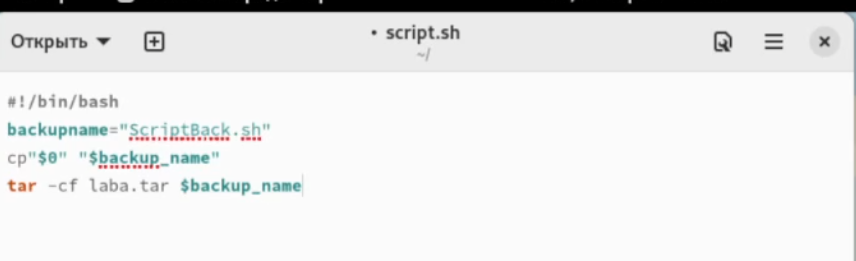 Открыть
• script.sh
~/
#!/bin/bash
backupname="ScriptBack.sh"
cp"$0" "$backup_name"
tar -cf laba.tar $backup_name